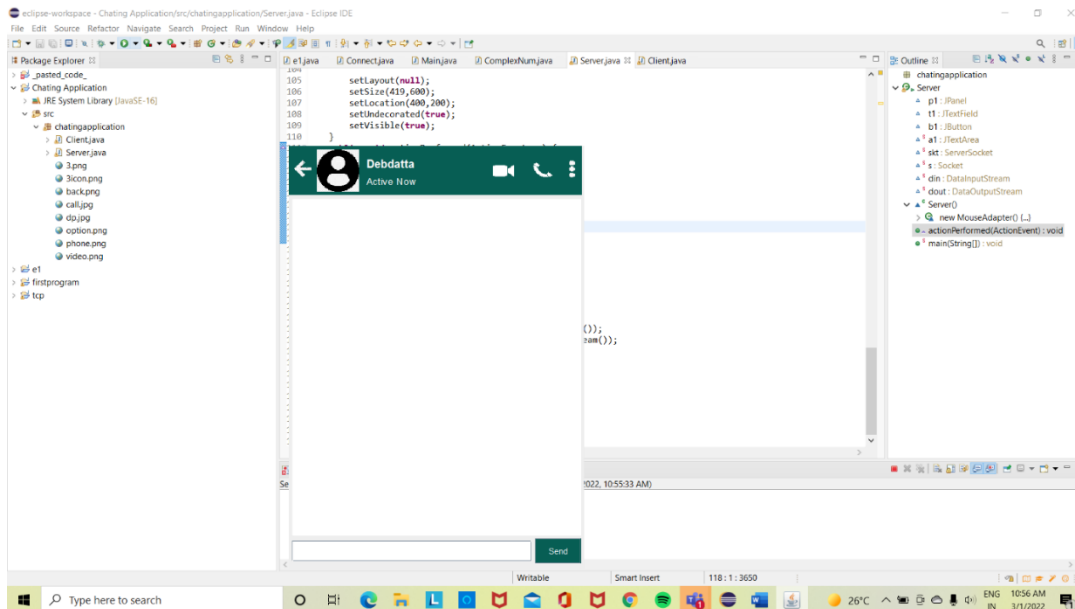 eclipse-workspace - Chating Application/src/chatingapplication/Server.java - Eclipse IDE
File Edit Source Refactor Navigate Search Project Run Window Help
Package Explorer
e1.java Connect.java Main.java ComplexNum.java Server.java Client.java
Outline
_pasted_code_
Chating Application
JRE System Library [JavaSE-16]
src
chatingapplication
Client.java
Server.java
3.png
3icon.png
back.png
call.jpg
dp.jpg
option.png
phone.png
video.png
e1
firstprogram
tcp
104
105 setLayout(null);
106 setSize(419,600);
107 setLocation(400,200);
108 setUndecorated(true);
109 setVisible(true);
110 }
Debdatta
Active Now
());
eam());
Se
2022, 10:55:33 AM)
Send
chatingapplication
Server
p1 : JPanel
t1 : JTextField
b1 : JButton
a1 : JTextArea
skt : ServerSocket
s : Socket
din : DataInputStream
dout : DataOutputStream
Server()
new MouseAdapter() {...}
actionPerformed(ActionEvent) : void
main(String[]) : void
Writable Smart Insert 118 : 1 : 3650
Type here to search
26°C ENG 10:56 AM
IN 3/1/2022